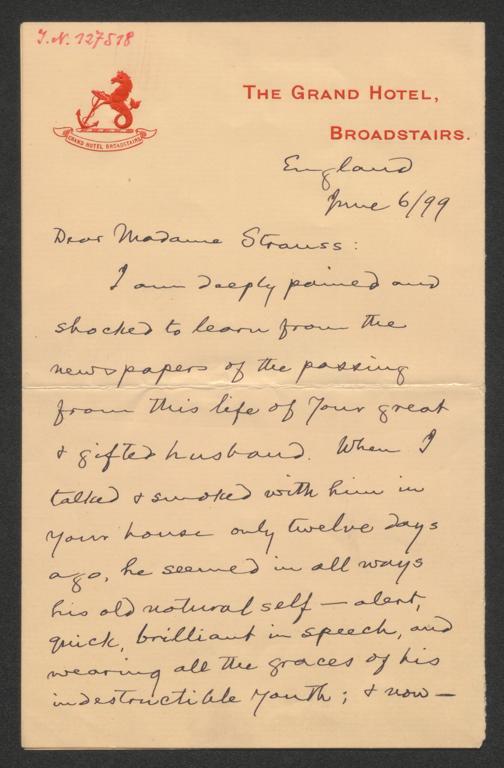 I.N. 127518
GRAND HOTEL BROADSTAIRS
THE GRAND HOTEL,
BROADSTAIRS.
England
June 6/99
Dear Madame Strauss:
I am deeply pained and
shocked to learn from the
newspapers of the passing
from this life of your great
& gifted husband. When I
talked & smoked with him in
your house only twelve days
ago, he seemed in all ways
his old natural self — alert,
quick, brilliant in speech, and
wearing all the graces of his
indestructible youth; & now —